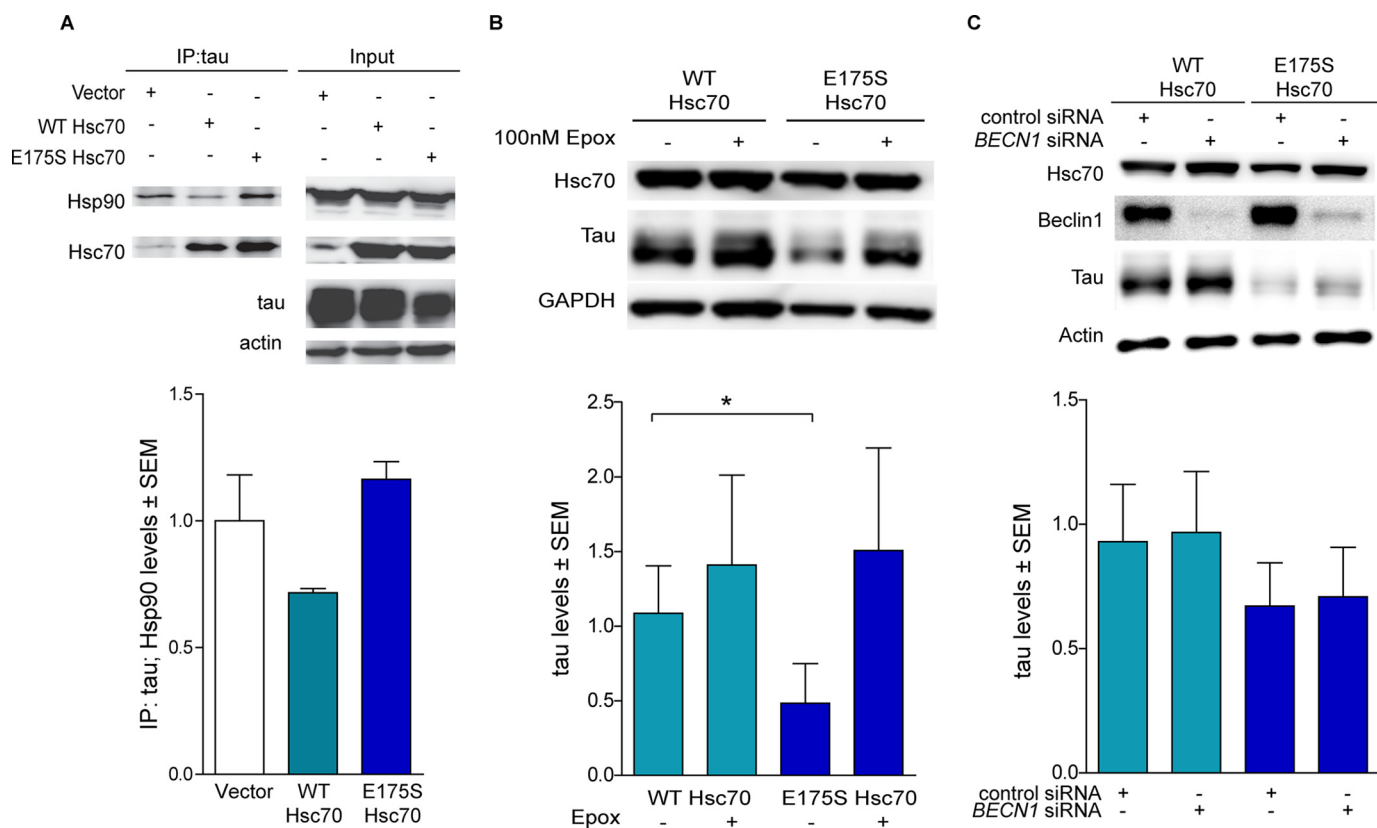 A
IP:tau Input
Vector + - - + - -
WT Hsc70 - + - - + -
E175S Hsc70 - - + - - +
Hsp90
Hsc70
tau
actin
1.5
1.0
0.5
0.0
IP: tau; Hsp90 levels ± SEM
Vector WT Hsc70 E175S Hsc70
B
WT Hsc70 E175S Hsc70
100nM Epox - + - +
Hsc70
Tau
GAPDH
2.5
2.0
1.5
1.0
0.5
0.0
tau levels ± SEM
*
WT Hsc70 E175S Hsc70
Epox - + - +
C
WT Hsc70 E175S Hsc70
control siRNA + - + -
BECN1 siRNA - + - +
Hsc70
Beclin1
Tau
Actin
1.5
1.0
0.5
0.0
tau levels ± SEM
control siRNA + - + -
BECN1 siRNA - + - +